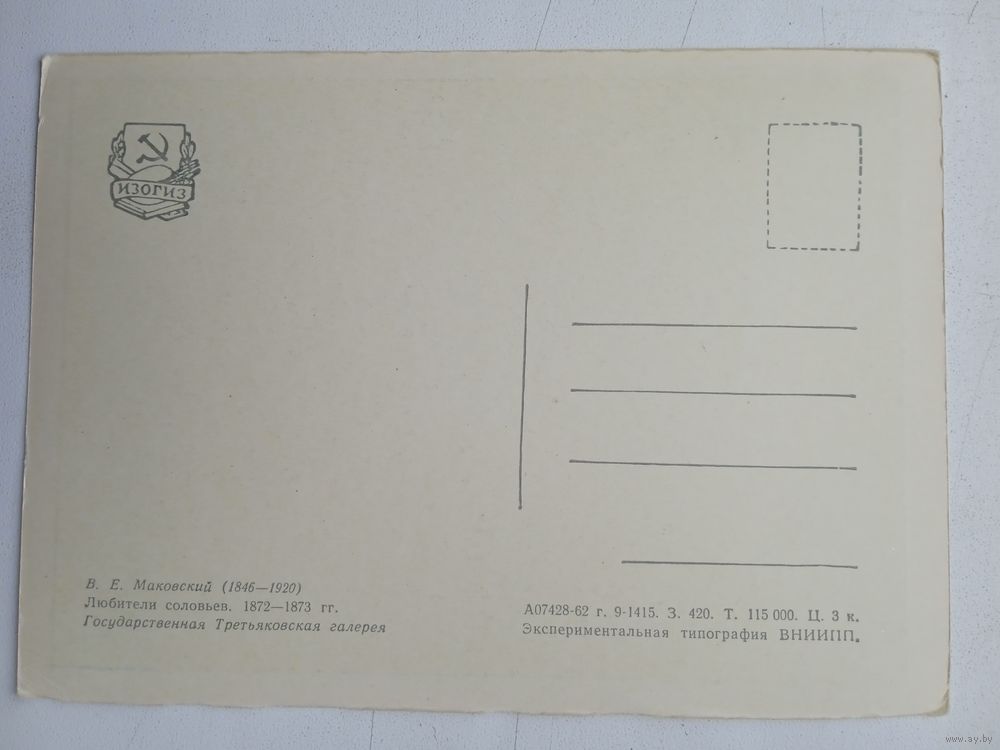 ИЗОГИЗ
В. Е. Маковский (1846—1920)
Любители соловьев. 1872—1873 гг.
Государственная Третьяковская галерея
А07428-62 г. 9-1415. З. 420. Т. 115 000. Ц. 3 к.
Экспериментальная типография ВНИИПП.
www.ay.by